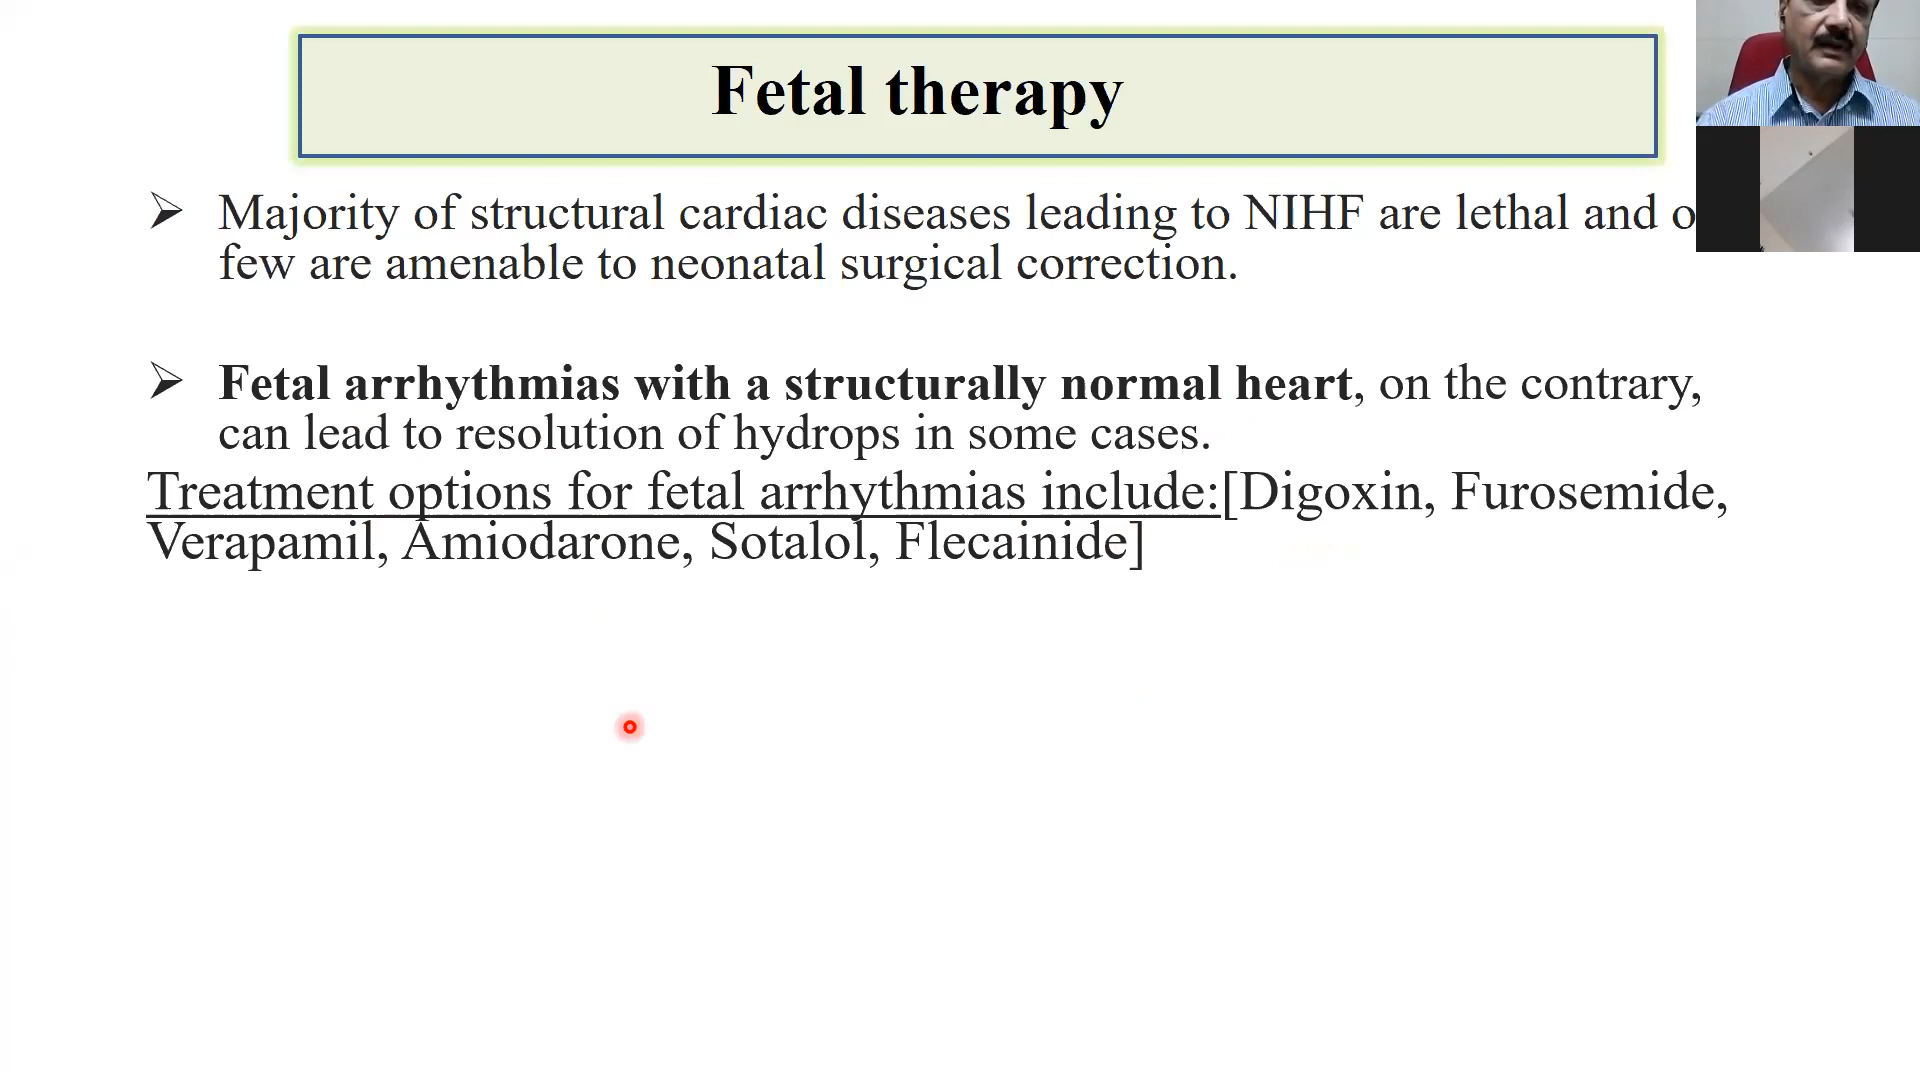 Fetal therapy
Majority of structural cardiac diseases leading to NIHF are lethal and
few are amenable to neonatal surgical correction.
Fetal arrhythmias with a structurally normal heart, on the contrary,
can lead to resolution of hydrops in some cases.
Treatment options for fetal arrhythmias include:[Digoxin, Furosemide,
Verapamil, Amiodarone, Sotalol, Flecainide]